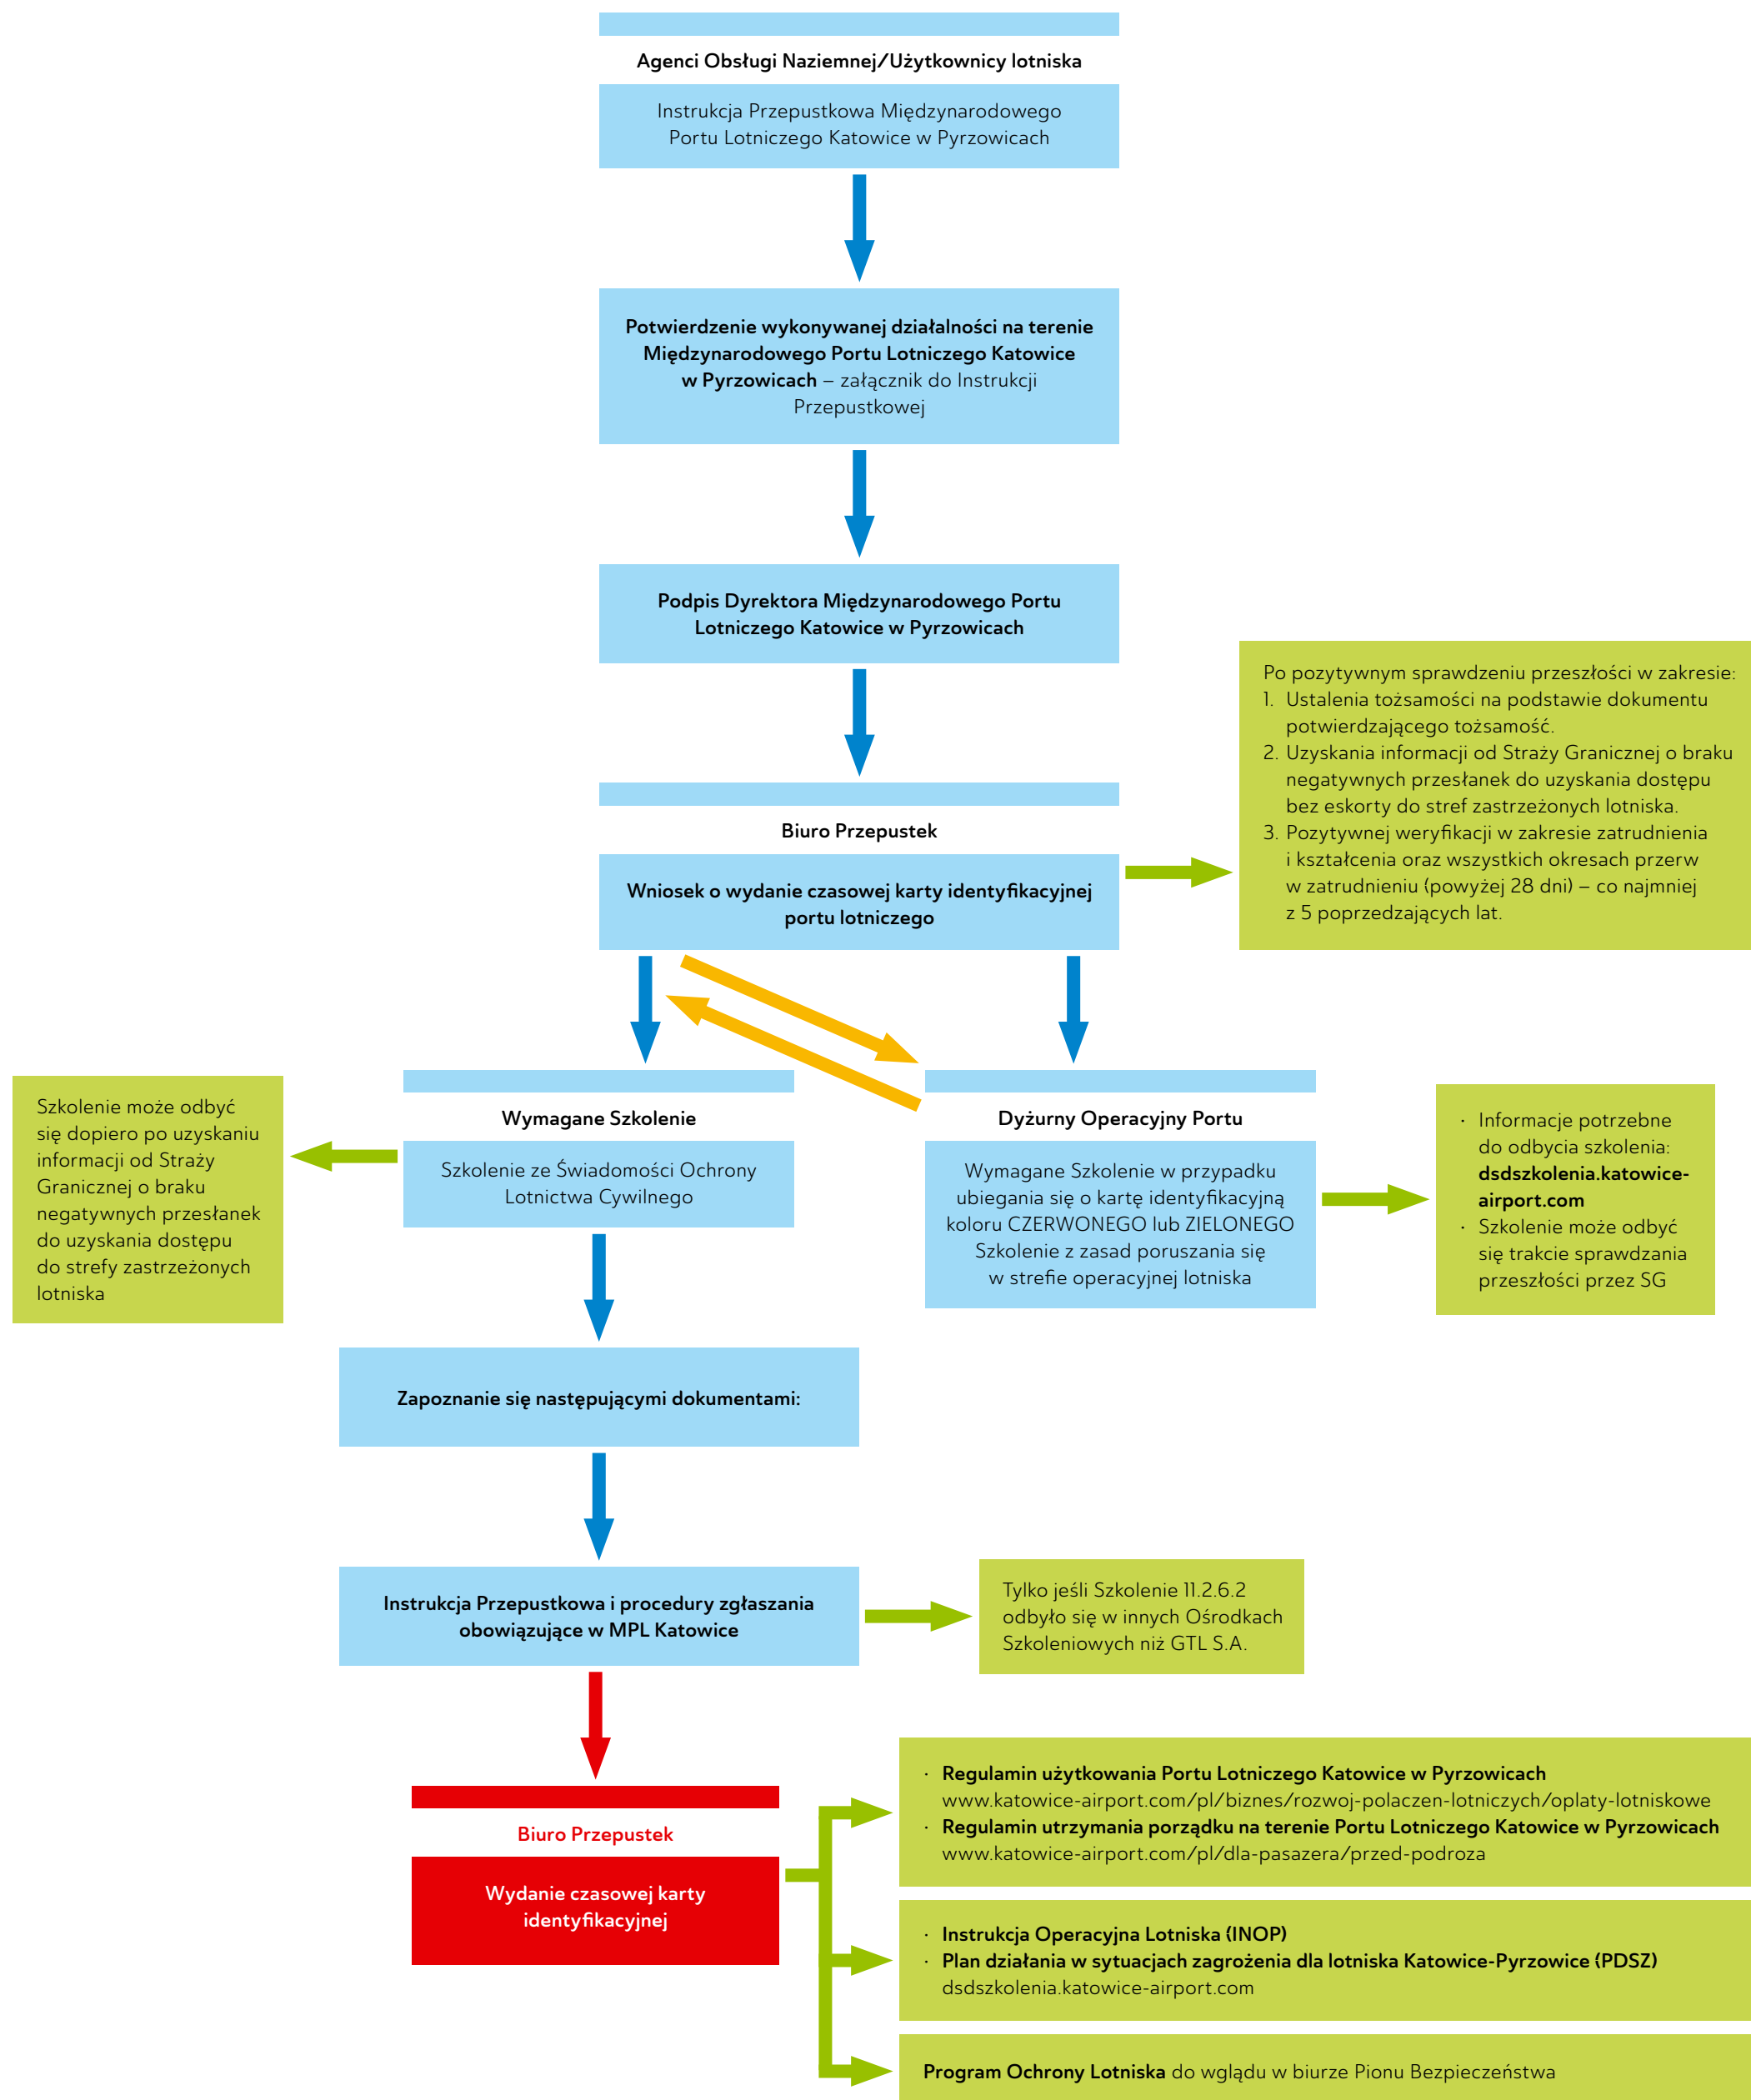 Agenci Obsługi Naziemnej/Użytkownicy lotniska
Instrukcja Przepustkowa Międzynarodowego
Portu Lotniczego Katowice w Pyrzowicach
Potwierdzenie wykonywanej działalności na terenie
Międzynarodowego Portu Lotniczego Katowice
w Pyrzowicach – załącznik do Instrukcji
Przepustkowej
Podpis Dyrektora Międzynarodowego Portu
Lotniczego Katowice w Pyrzowicach
Biuro Przepustek
Wniosek o wydanie czasowej karty identyfikacyjnej
portu lotniczego
Po pozytywnym sprawdzeniu przeszłości w zakresie:
1. Ustalenia tożsamości na podstawie dokumentu
potwierdzającego tożsamość.
2. Uzyskania informacji od Straży Granicznej o braku
negatywnych przesłanek do uzyskania dostępu
bez eskorty do stref zastrzeżonych lotniska.
3. Pozytywnej weryfikacji w zakresie zatrudnienia
i kształcenia oraz wszystkich okresach przerw
w zatrudnieniu (powyżej 28 dni) – co najmniej
z 5 poprzedzających lat.
Szkolenie może odbyć
się dopiero po uzyskaniu
informacji od Straży
Granicznej o braku
negatywnych przesłanek
do uzyskania dostępu
do strefy zastrzeżonych
lotniska
Wymagane Szkolenie
Szkolenie ze Świadomości Ochrony
Lotnictwa Cywilnego
Dyżurny Operacyjny Portu
Wymagane Szkolenie w przypadku
ubiegania się o kartę identyfikacyjną
koloru CZERWONEGO lub ZIELONEGO
Szkolenie z zasad poruszania się
w strefie operacyjnej lotniska
· Informacje potrzebne
do odbycia szkolenia:
dsdszkolenia.katowice-
airport.com
· Szkolenie może odbyć
się trakcie sprawdzania
przeszłości przez SG
Zapoznanie się następującymi dokumentami:
Instrukcja Przepustkowa i procedury zgłaszania
obowiązujące w MPL Katowice
Tylko jeśli Szkolenie 11.2.6.2
odbyło się w innych Ośrodkach
Szkoleniowych niż GTL S.A.
Biuro Przepustek
Wydanie czasowej karty
identyfikacyjnej
· Regulamin użytkowania Portu Lotniczego Katowice w Pyrzowicach
www.katowice-airport.com/pl/biznes/rozwoj-polaczen-lotniczych/oplaty-lotniskowe
· Regulamin utrzymania porządku na terenie Portu Lotniczego Katowice w Pyrzowicach
www.katowice-airport.com/pl/dla-pasazera/przed-podroza
· Instrukcja Operacyjna Lotniska (INOP)
· Plan działania w sytuacjach zagrożenia dla lotniska Katowice-Pyrzowice (PDSZ)
dsdszkolenia.katowice-airport.com
Program Ochrony Lotniska do wglądu w biurze Pionu Bezpieczeństwa